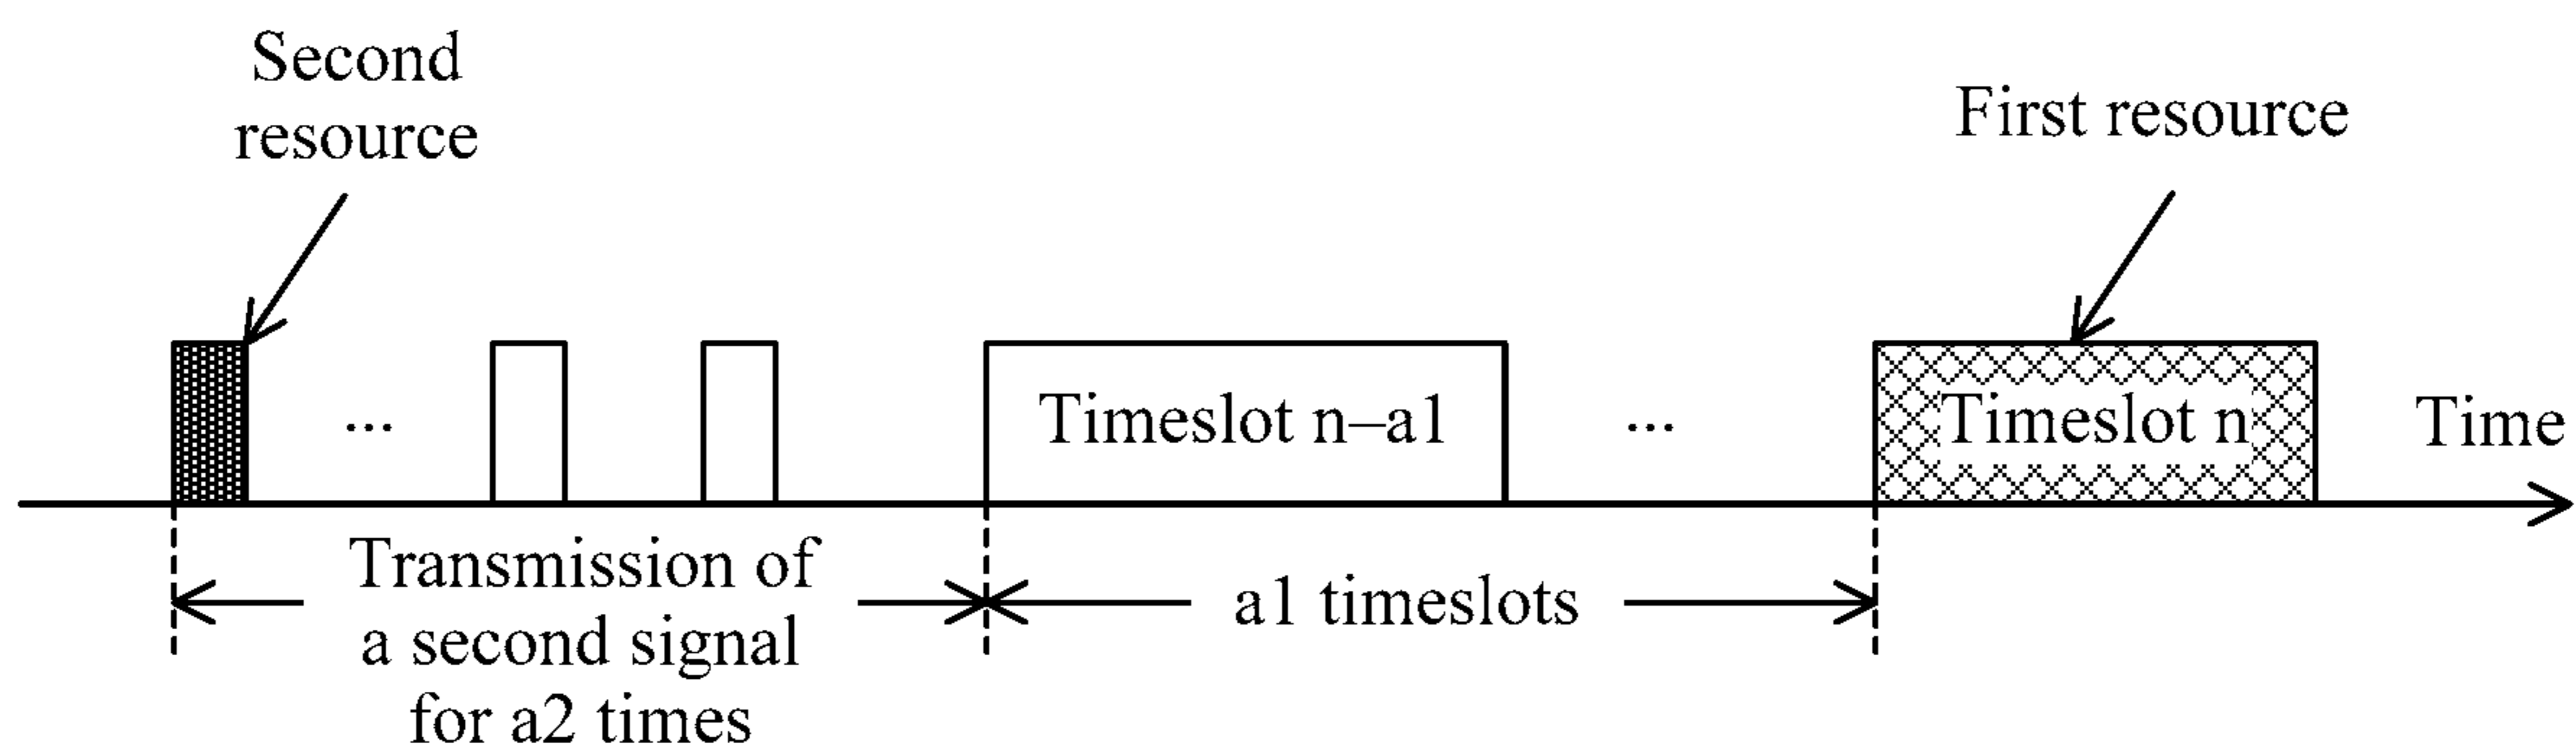 Second
resource
First resource
...
Timeslot n–a1
...
Timeslot n
Time
Transmission of
a second signal
for a2 times
a1 timeslots